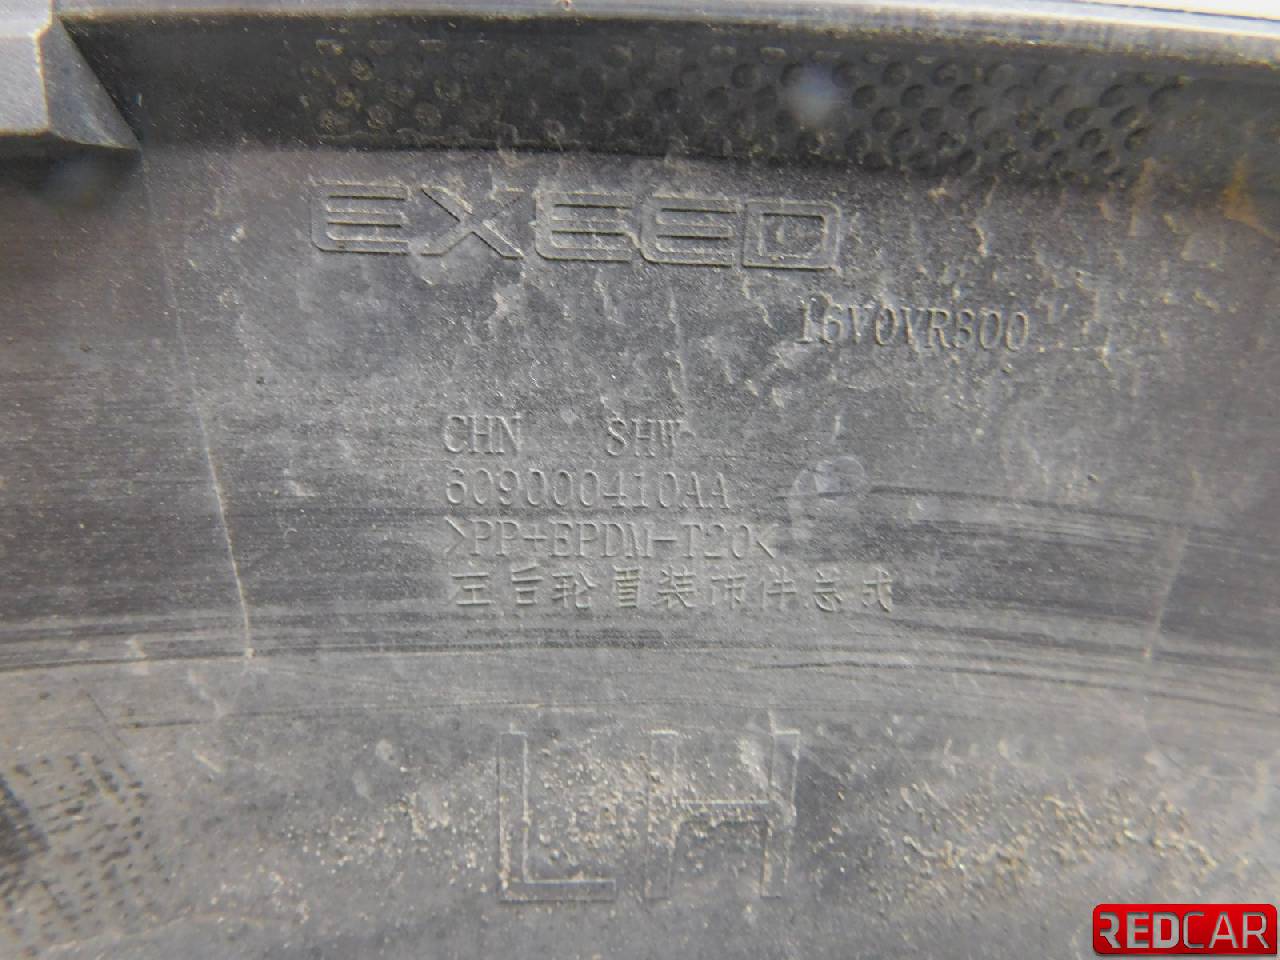 EXEED
16V0VR300
CHN SHW
609000410AA
>PP+EPDM-T20<
左后轮眉装饰件总成
LH
REDCAR